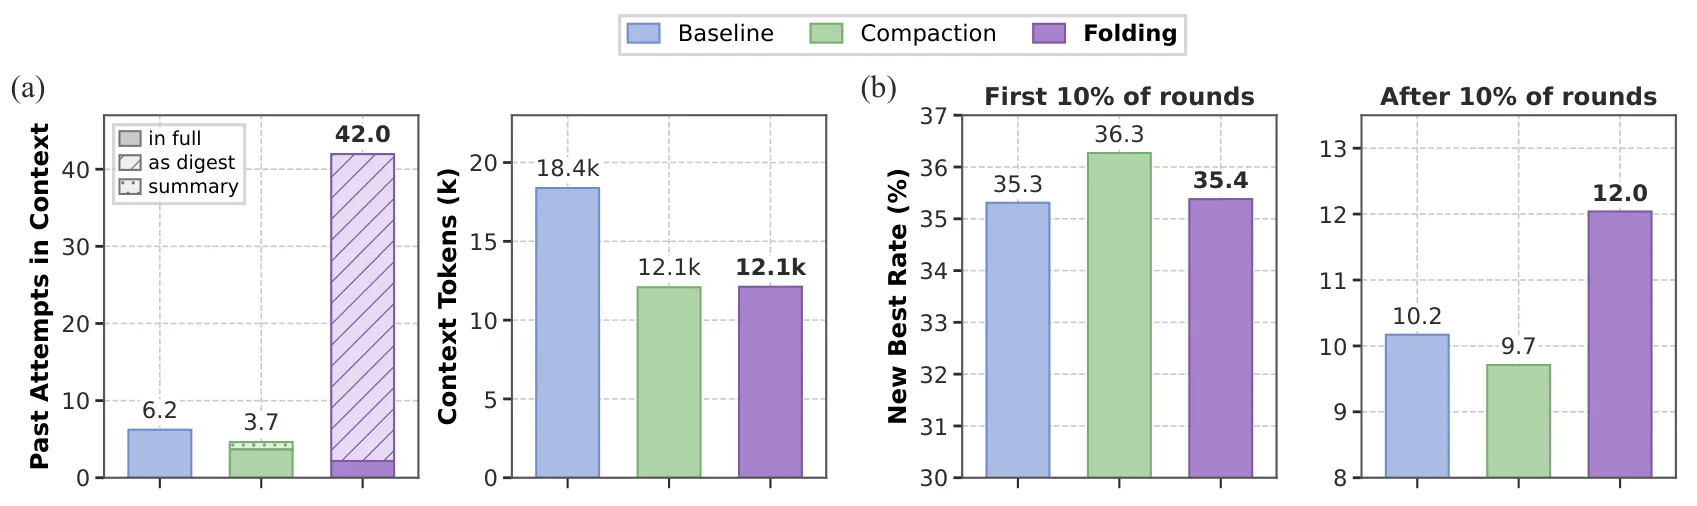 Baseline Compaction Folding
(a)
Past Attempts in Context
0
10
20
30
40
in full
as digest
summary
6.2
3.7
42.0
Context Tokens (k)
0
5
10
15
20
18.4k
12.1k
12.1k
(b)
First 10% of rounds
New Best Rate (%)
37
36
35
34
33
32
31
30
35.3
36.3
35.4
After 10% of rounds
13
12
11
10
9
8
10.2
9.7
12.0